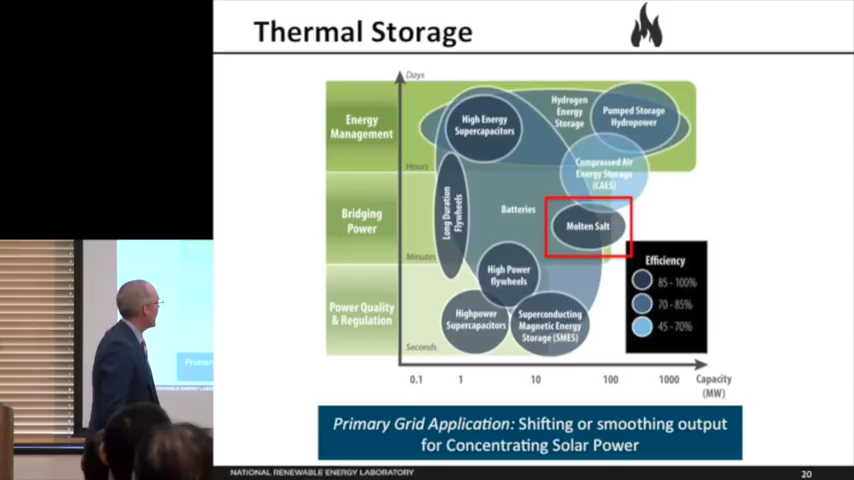 Thermal Storage
Days
Energy
Management
High Energy
Supercapacitors
Hydrogen
Energy
Storage
Pumped Storage
Hydropower
Hours
Compressed Air
Energy Storage
(CAES)
Bridging
Power
Long Duration
Flywheels
Batteries
Molten Salt
Minutes
High Power
flywheels
Efficiency
85 - 100%
70 - 85%
45 - 70%
Power Quality
& Regulation
Highpower
Supercapacitors
Superconducting
Magnetic Energy
Storage (SMES)
Seconds
0.1 1 10 100 1000 Capacity
(MW)
Primary Grid Application: Shifting or smoothing output
for Concentrating Solar Power
NATIONAL RENEWABLE ENERGY LABORATORY
20
Primary